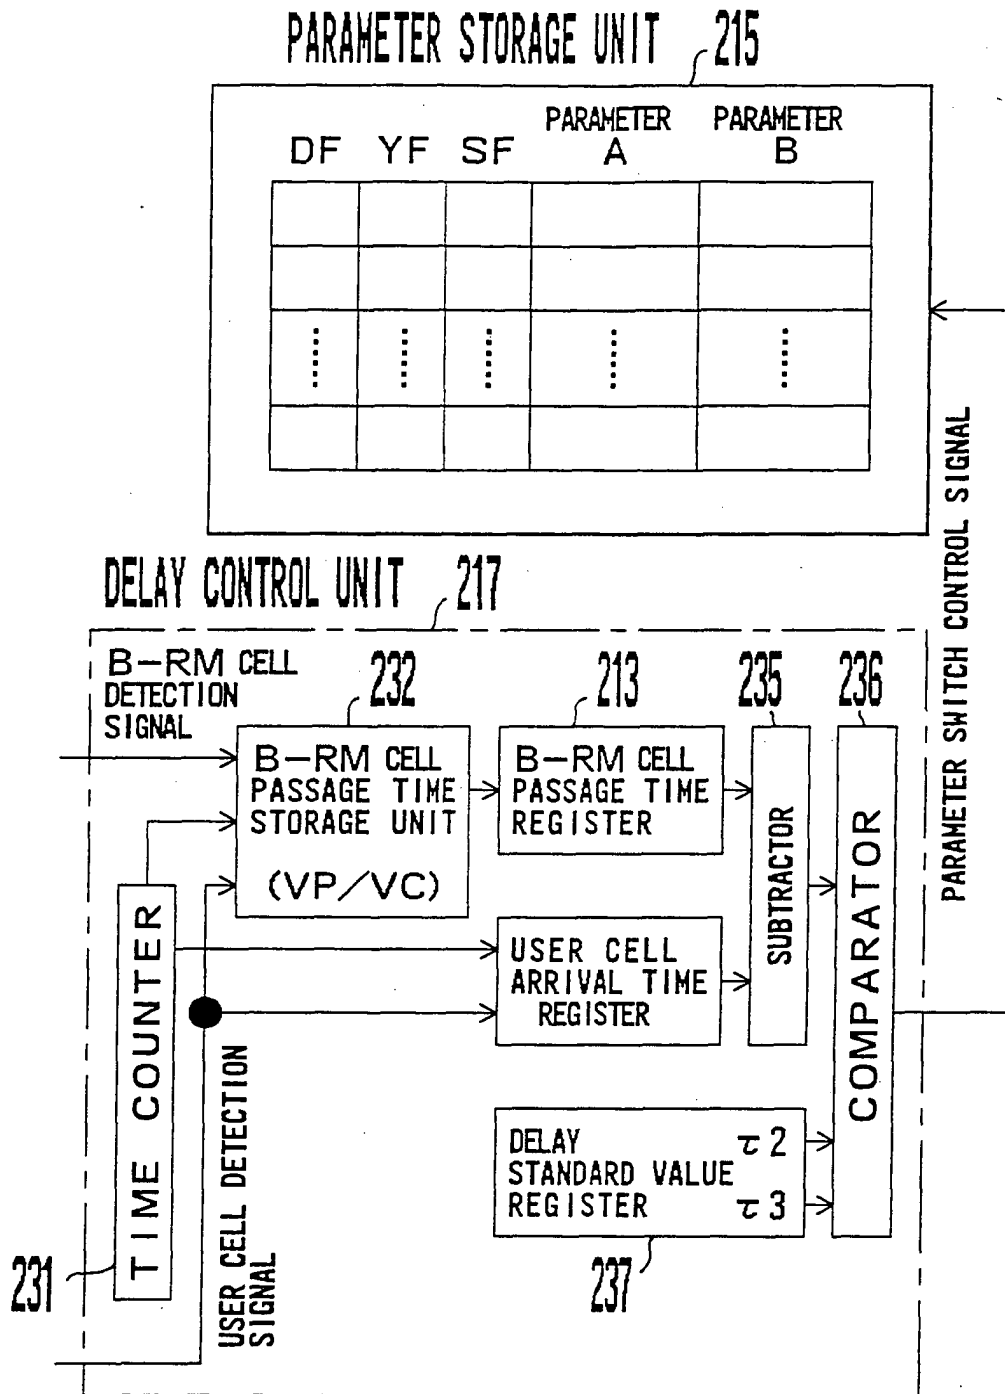 PARAMETER STORAGE UNIT 215
PARAMETER PARAMETER
DF YF SF A B
PARAMETER SWITCH CONTROL SIGNAL
DELAY CONTROL UNIT 217
B-RM CELL
DETECTION
SIGNAL
232
213
235
236
B-RM CELL
PASSAGE TIME
STORAGE UNIT
(VP/VC)
B-RM CELL
PASSAGE TIME
REGISTER
SUBTRACTOR
COMPARATOR
TIME COUNTER
USER CELL
ARRIVAL TIME
REGISTER
USER CELL DETECTION
SIGNAL
DELAY τ2
STANDARD VALUE
REGISTER τ3
231
237